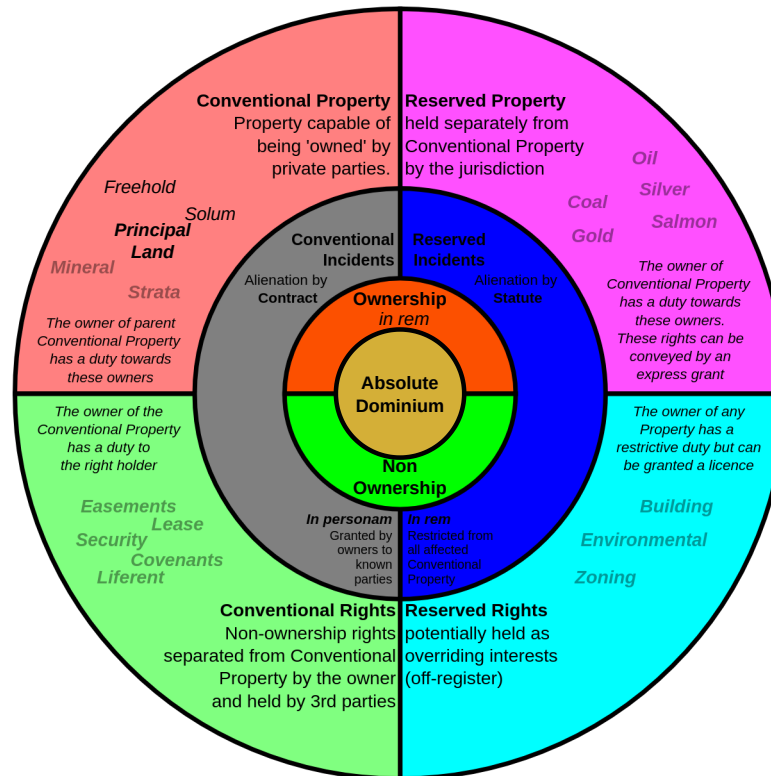 Conventional Property
Property capable of
being 'owned' by
private parties.
Reserved Property
held separately from
Conventional Property
by the jurisdiction
Freehold
Solum
Principal
Land
Mineral
Strata
The owner of parent
Conventional Property
has a duty towards
these owners
Oil
Silver
Coal
Salmon
Gold
The owner of
Conventional Property
has a duty towards
these owners.
These rights can be
conveyed by an
express grant
Conventional
Incidents
Alienation by
Contract
Reserved
Incidents
Alienation by
Statute
Ownership
in rem
Absolute
Dominium
Non
Ownership
The owner of the
Conventional Property
has a duty to
the right holder
Easements
Lease
Security
Covenants
Liferent
The owner of any
Property has a
restrictive duty but can
be granted a licence
Building
Environmental
Zoning
In personam
Granted by
owners to
known
parties
In rem
Restricted from
all affected
Conventional
Property
Conventional Rights
Non-ownership rights
separated from Conventional
Property by the owner
and held by 3rd parties
Reserved Rights
potentially held as
overriding interests
(off-register)